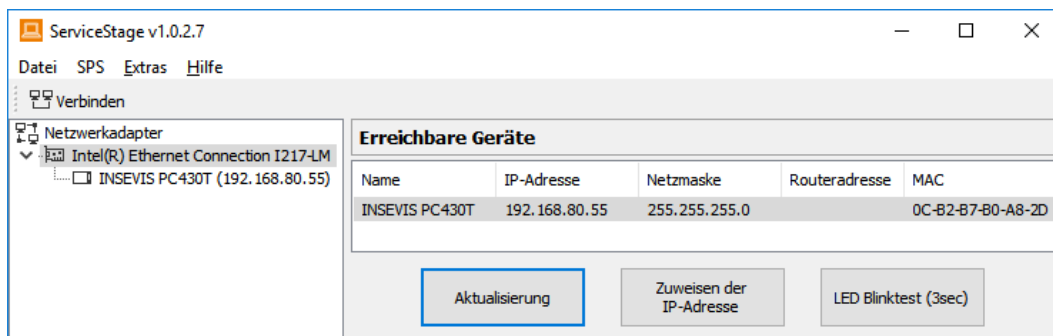 ServiceStage v1.0.2.7
Datei SPS Extras Hilfe
Verbinden
Netzwerkadapter
Intel(R) Ethernet Connection I217-LM
INSEVIS PC430T (192.168.80.55)
Erreichbare Geräte
Name IP-Adresse Netzmaske Routeradresse MAC
INSEVIS PC430T 192.168.80.55 255.255.255.0 0C-B2-B7-B0-A8-2D
Aktualisierung
Zuweisen der
IP-Adresse
LED Blinktest (3sec)